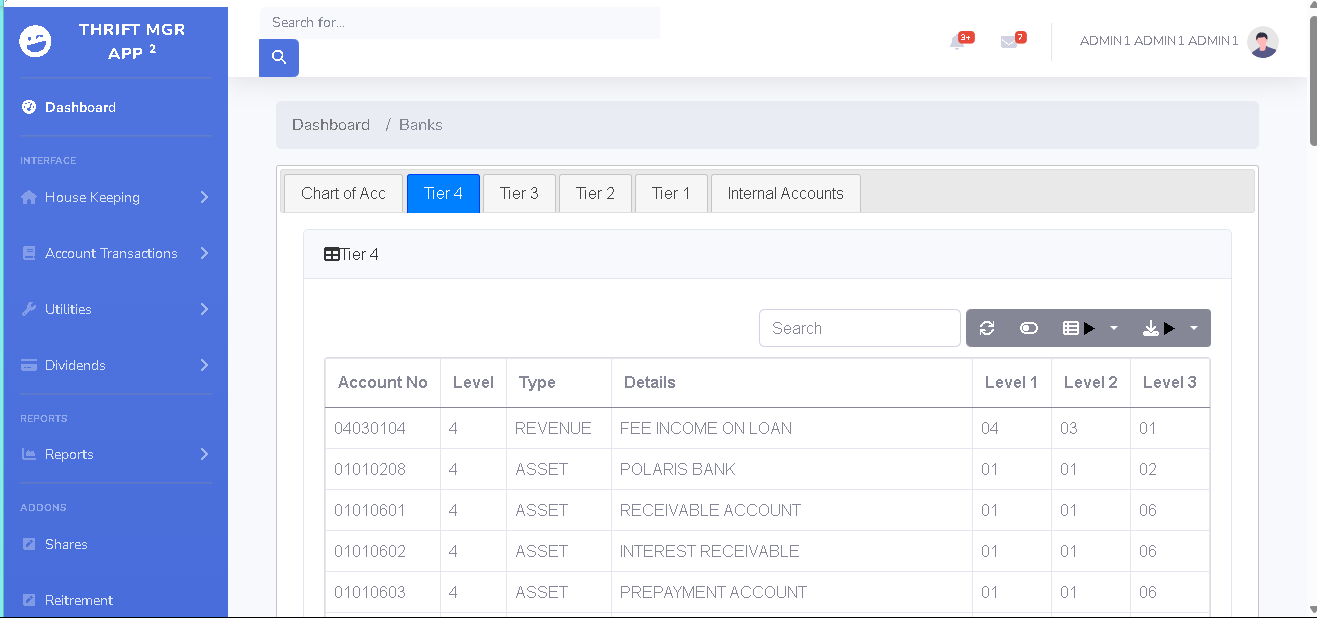 THRIFT MGR
APP 2
Dashboard
INTERFACE
House Keeping
Account Transactions
Utilities
Dividends
REPORTS
Reports
ADDONS
Shares
Reitrement
Search for...
3+
7
ADMIN1 ADMIN1 ADMIN1
Dashboard / Banks
Chart of Acc Tier 4 Tier 3 Tier 2 Tier 1 Internal Accounts
Tier 4
Search
Account No Level Type Details Level 1 Level 2 Level 3
04030104 4 REVENUE FEE INCOME ON LOAN 04 03 01
01010208 4 ASSET POLARIS BANK 01 01 02
01010601 4 ASSET RECEIVABLE ACCOUNT 01 01 06
01010602 4 ASSET INTEREST RECEIVABLE 01 01 06
01010603 4 ASSET PREPAYMENT ACCOUNT 01 01 06